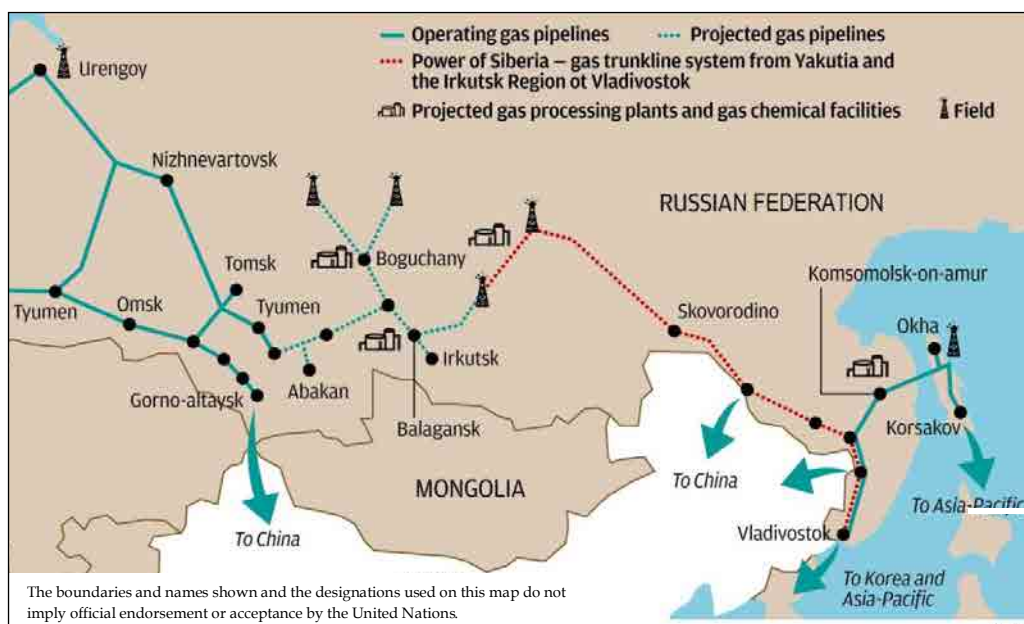 Operating gas pipelines
Projected gas pipelines
Power of Siberia – gas trunkline system from Yakutia and
the Irkutsk Region ot Vladivostok
Projected gas processing plants and gas chemical facilities
Field
Urengoy
Nizhnevartovsk
RUSSIAN FEDERATION
Tomsk
Boguchany
Komsomolsk-on-amur
Tyumen
Omsk
Tyumen
Skovorodino
Okha
Irkutsk
Abakan
Gorno-altaysk
Balagansk
Korsakov
MONGOLIA
To China
To Asia-Pacific
To China
Vladivostok
To Korea and
Asia-Pacific
The boundaries and names shown and the designations used on this map do not
imply official endorsement or acceptance by the United Nations.